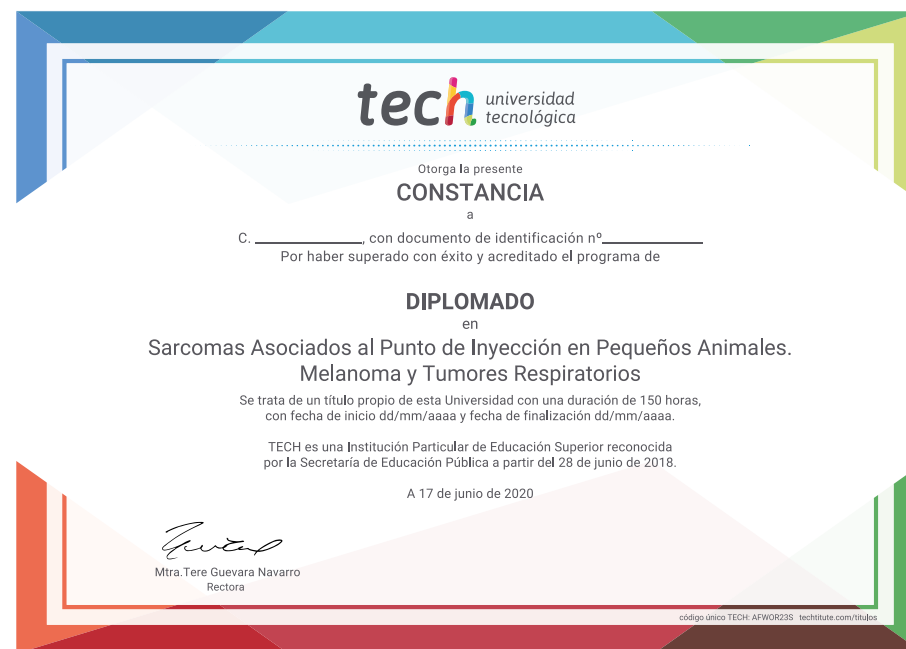 tech universidad
tecnológica
Otorga la presente
CONSTANCIA
a
C. ____________, con documento de identificación nº____________
Por haber superado con éxito y acreditado el programa de
DIPLOMADO
en
Sarcomas Asociados al Punto de Inyección en Pequeños Animales.
Melanoma y Tumores Respiratorios
Se trata de un título propio de esta Universidad con una duración de 150 horas,
con fecha de inicio dd/mm/aaaa y fecha de finalización dd/mm/aaaa.
TECH es una Institución Particular de Educación Superior reconocida
por la Secretaría de Educación Pública a partir del 28 de junio de 2018.
A 17 de junio de 2020
Mtra.Tere Guevara Navarro
Rectora
código único TECH: AFWOR23S techtitute.com/titulos